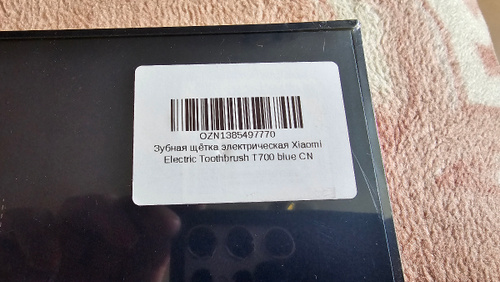 OZN1385497770
Зубная щётка электрическая Xiaomi
Electric Toothbrush T700 blue CN